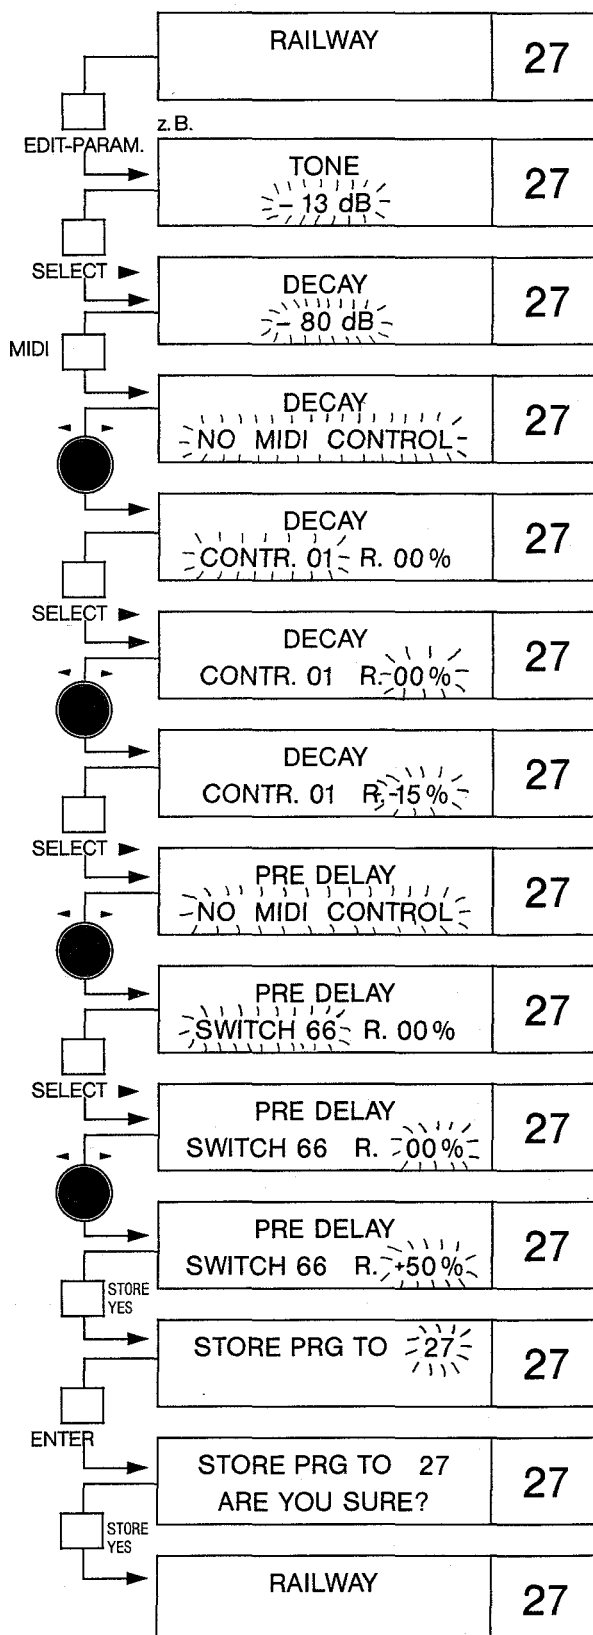 RAILWAY 27
EDIT-PARAM.
z.B.
TONE
- 13 dB 27
SELECT ►
DECAY
- 80 dB 27
MIDI
DECAY
NO MIDI CONTROL 27
DECAY
CONTR. 01 R. 00% 27
SELECT ►
DECAY
CONTR. 01 R. 00% 27
DECAY
CONTR. 01 R. -15% 27
SELECT ►
PRE DELAY
NO MIDI CONTROL 27
PRE DELAY
SWITCH 66 R. 00% 27
SELECT ►
PRE DELAY
SWITCH 66 R. 00% 27
PRE DELAY
SWITCH 66 R. +50% 27
STORE
YES
STORE PRG TO 27 27
ENTER
STORE PRG TO 27
ARE YOU SURE? 27
STORE
YES
RAILWAY 27